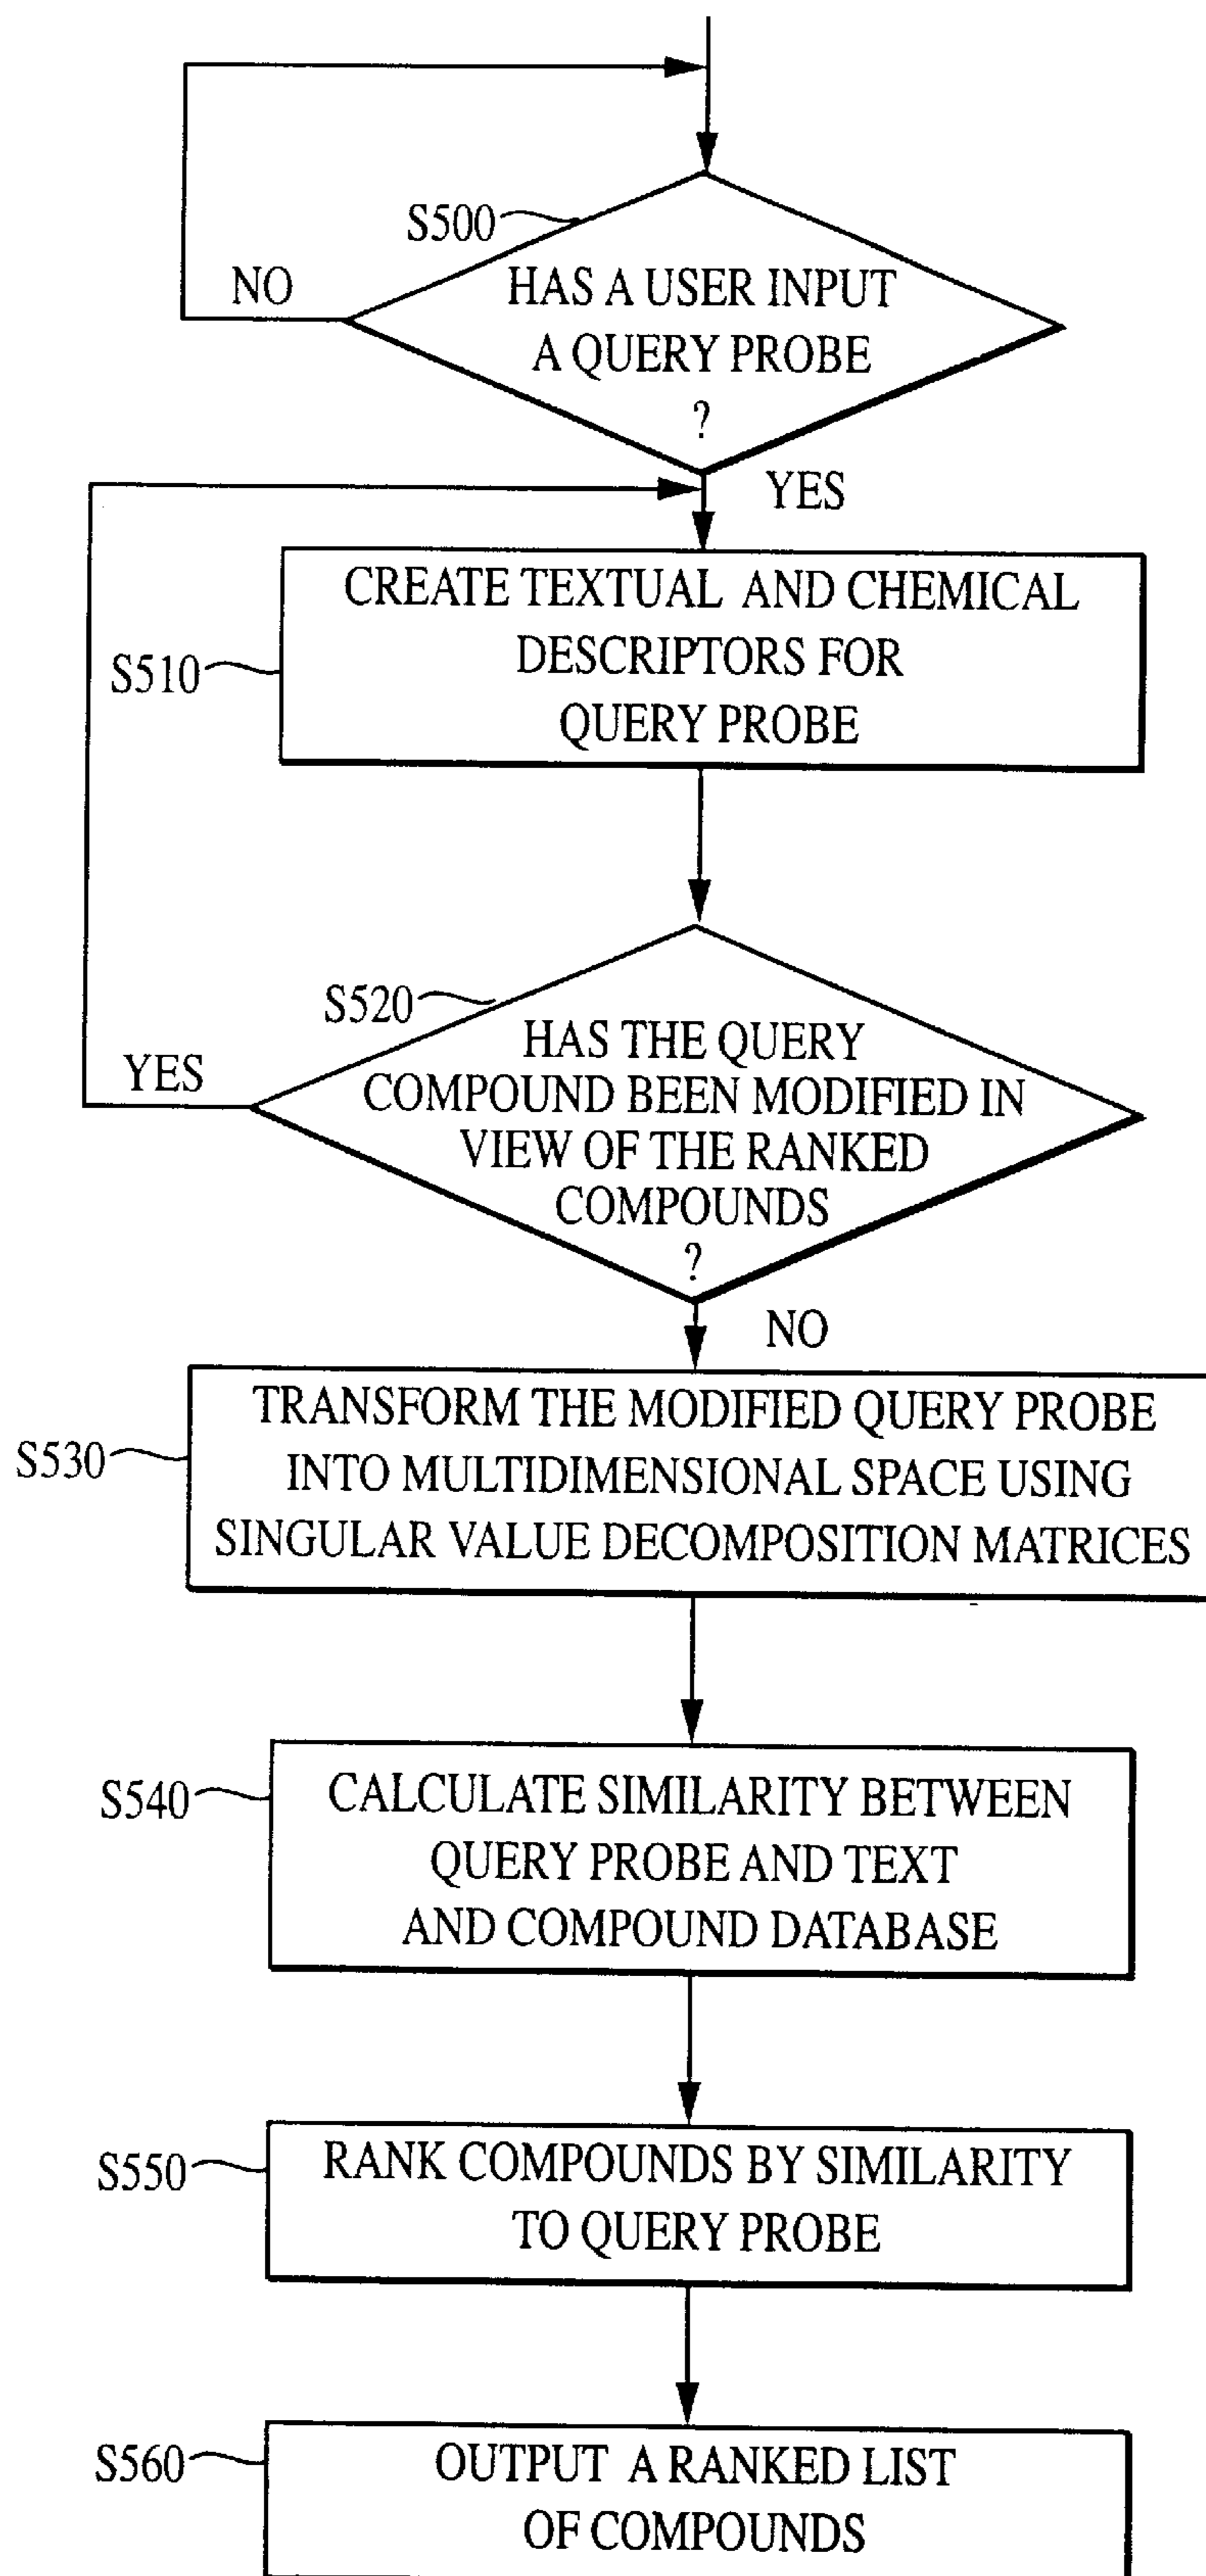 S500
HAS A USER INPUT
A QUERY PROBE
?
NO
YES
CREATE TEXTUAL AND CHEMICAL
DESCRIPTORS FOR
QUERY PROBE
S510
S520
HAS THE QUERY
COMPOUND BEEN MODIFIED IN
VIEW OF THE RANKED
COMPOUNDS
?
YES
NO
TRANSFORM THE MODIFIED QUERY PROBE
INTO MULTIDIMENSIONAL SPACE USING
SINGULAR VALUE DECOMPOSITION MATRICES
S530
CALCULATE SIMILARITY BETWEEN
QUERY PROBE AND TEXT
AND COMPOUND DATABASE
S540
RANK COMPOUNDS BY SIMILARITY
TO QUERY PROBE
S550
OUTPUT A RANKED LIST
OF COMPOUNDS
S560